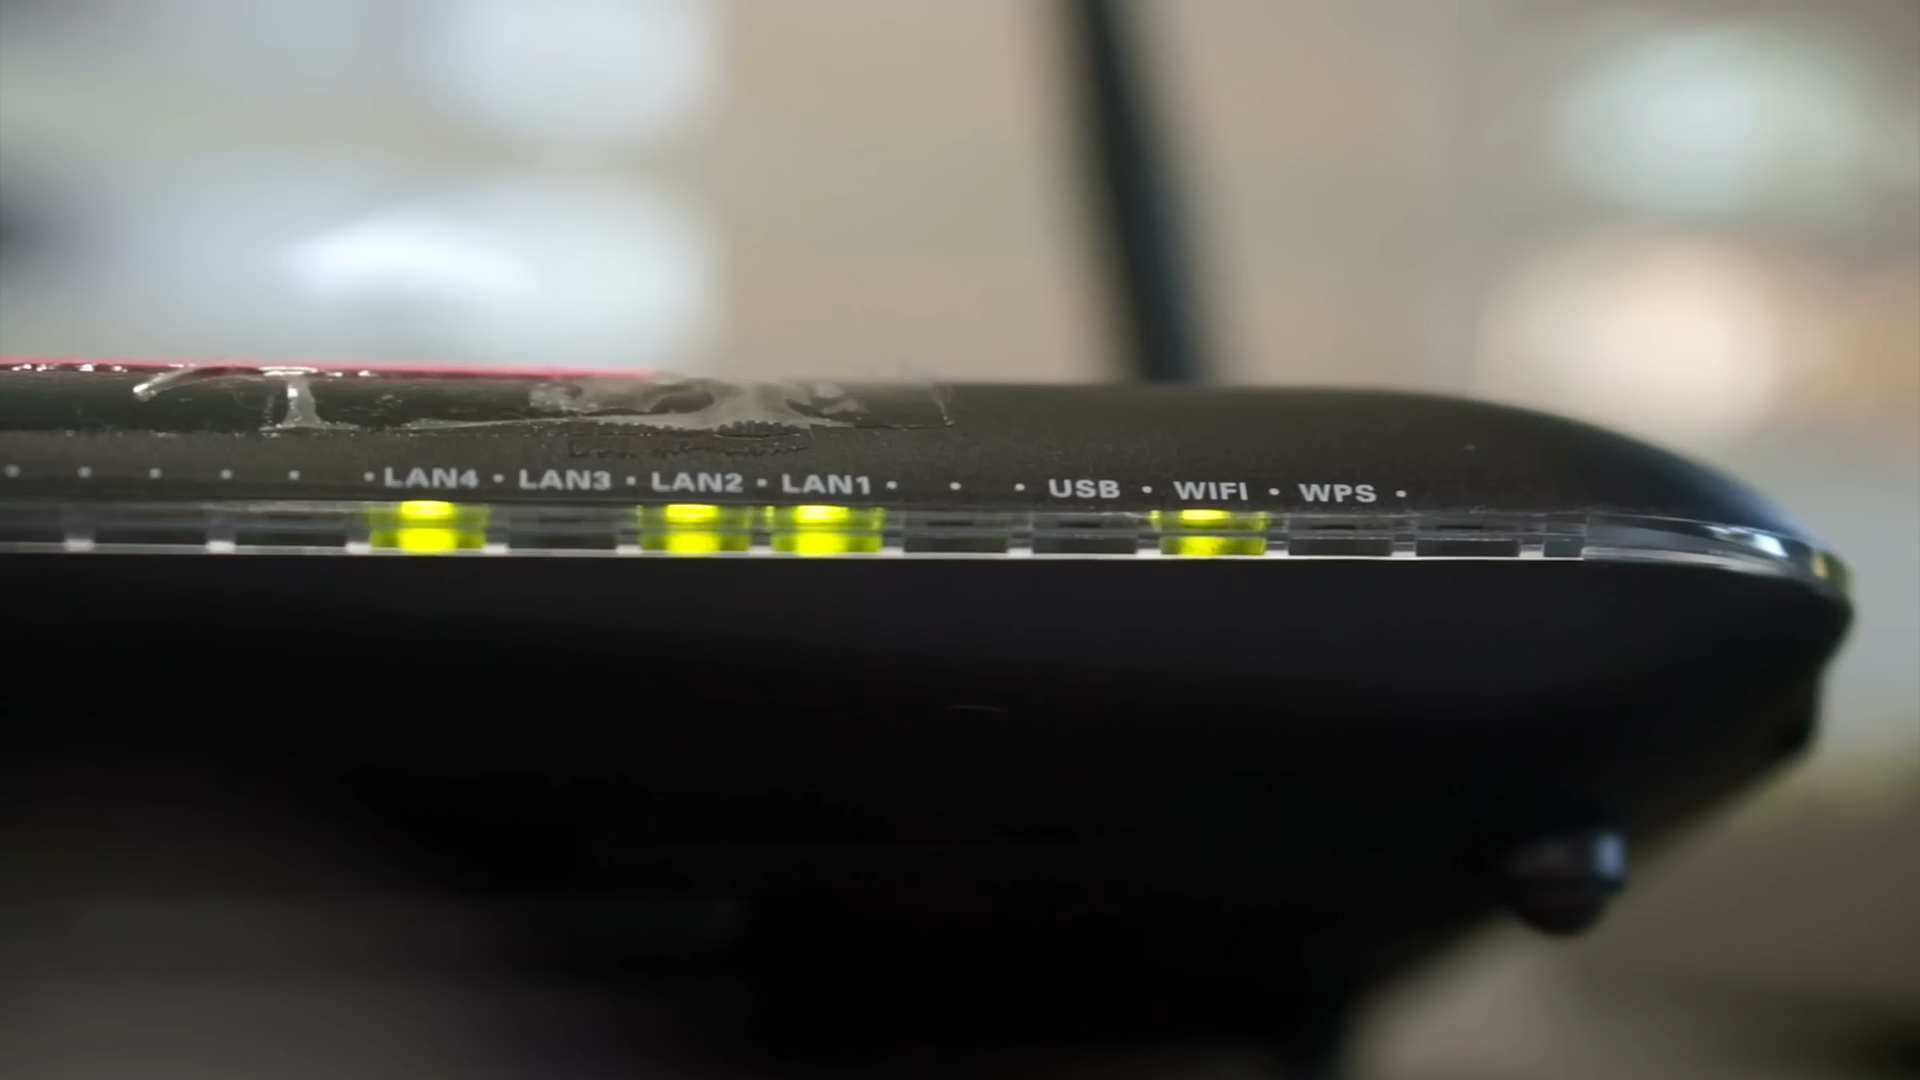 • LAN4 • LAN3 • LAN2 • LAN1 • • • USB • WIFI • WPS •